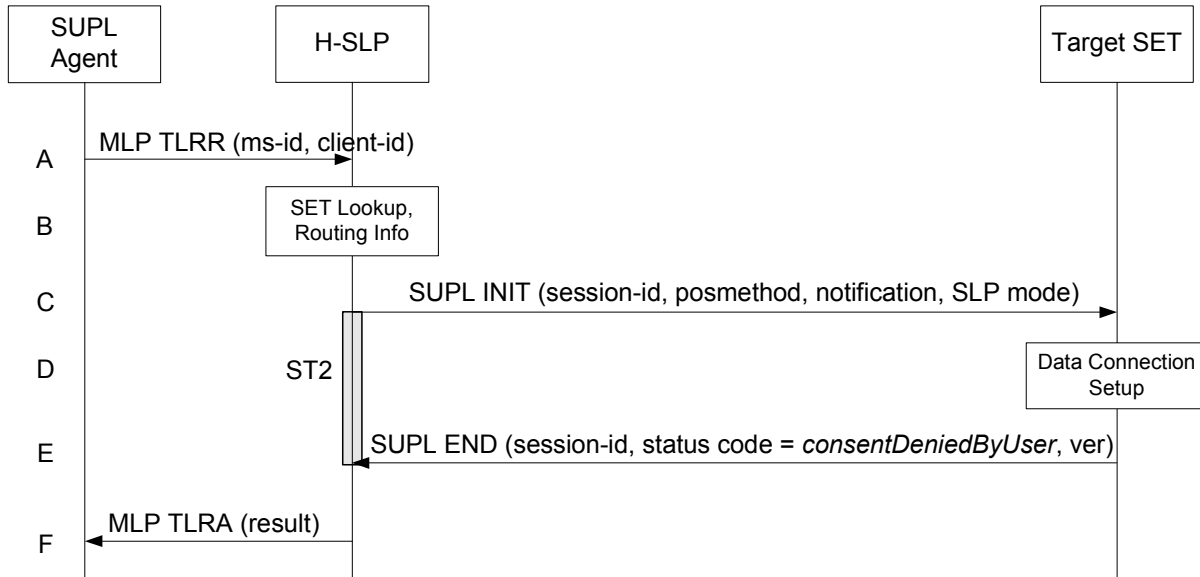 SUPL
Agent
H-SLP
Target SET
A
MLP TLRR (ms-id, client-id)
B
SET Lookup,
Routing Info
C
SUPL INIT (session-id, posmethod, notification, SLP mode)
D
ST2
Data Connection
Setup
E
SUPL END (session-id, status code = consentDeniedByUser, ver)
F
MLP TLRA (result)